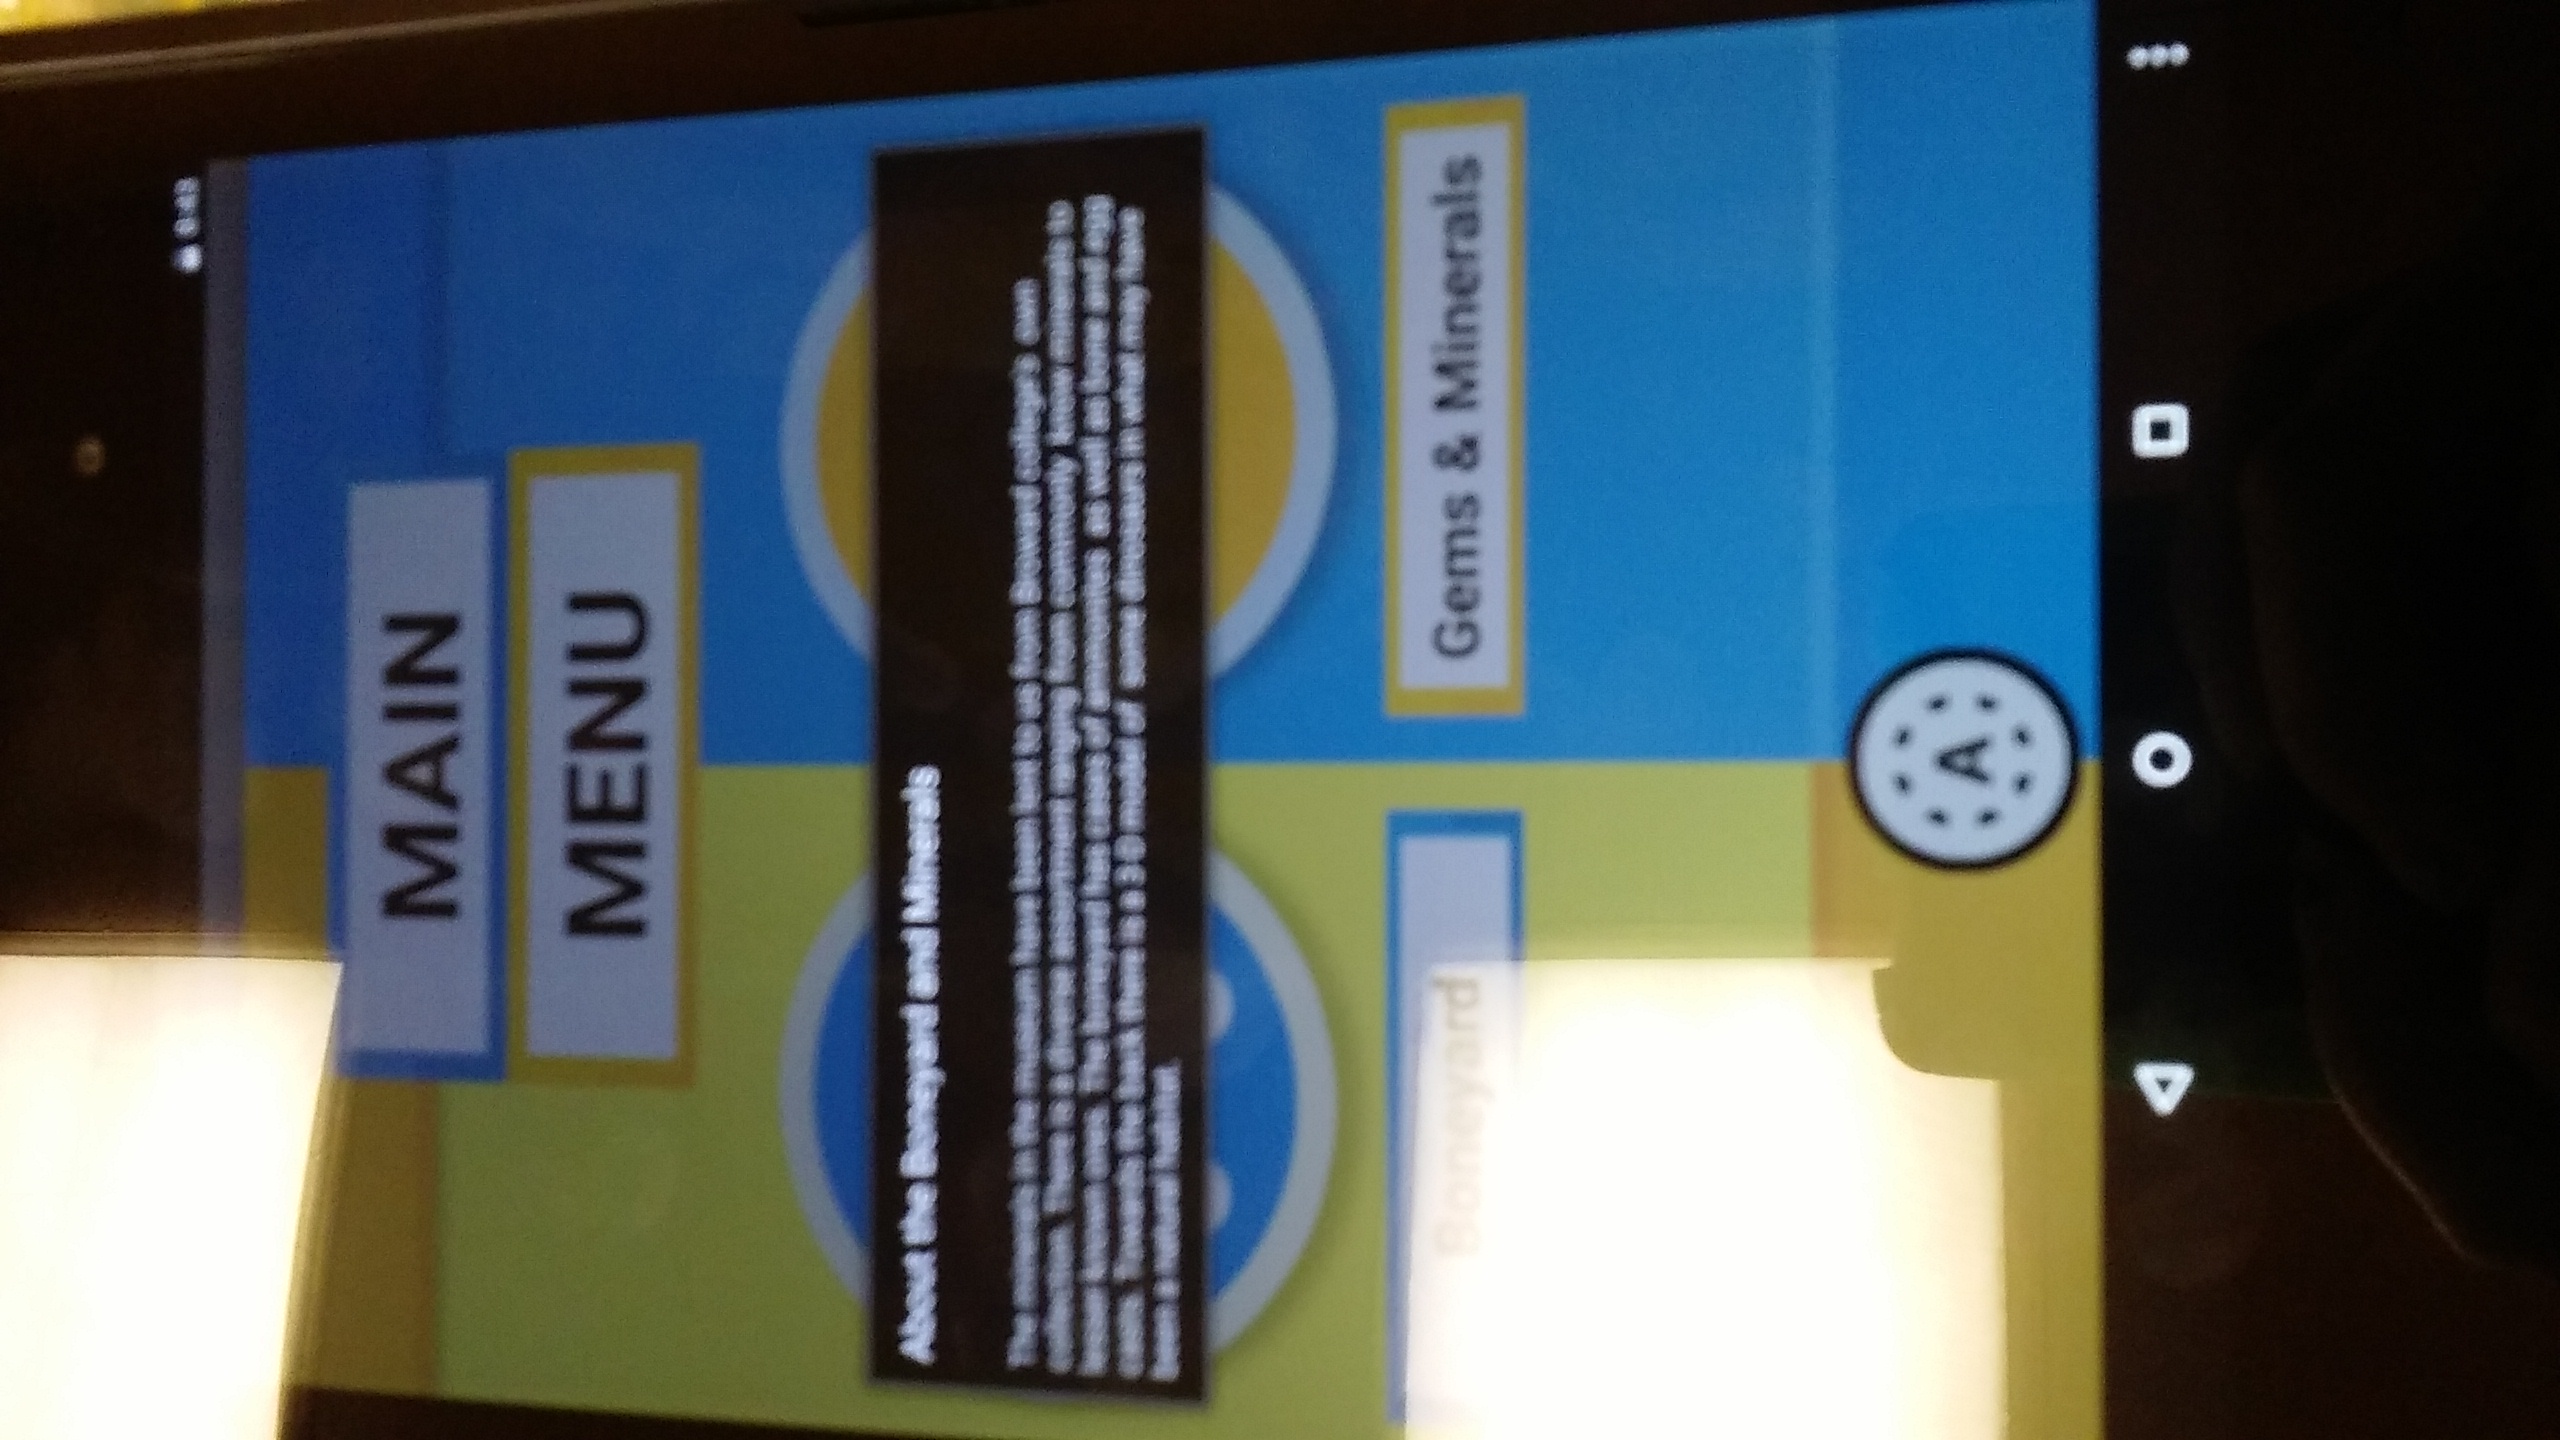 9:43
MAIN
MENU
About the Boneyard and Minerals
The minerals in the museum have been lent to us from Broward college's own
collection. There is a diverse assortment ranging from commonly know minerals to
lesser known ones. The boneyard has cases of ammonites as well as bone and egg
casts. Towards the back there is a 3-D model of some dinosaurs in what may have
been a natural habitat.
Boneyard
Gems & Minerals
A